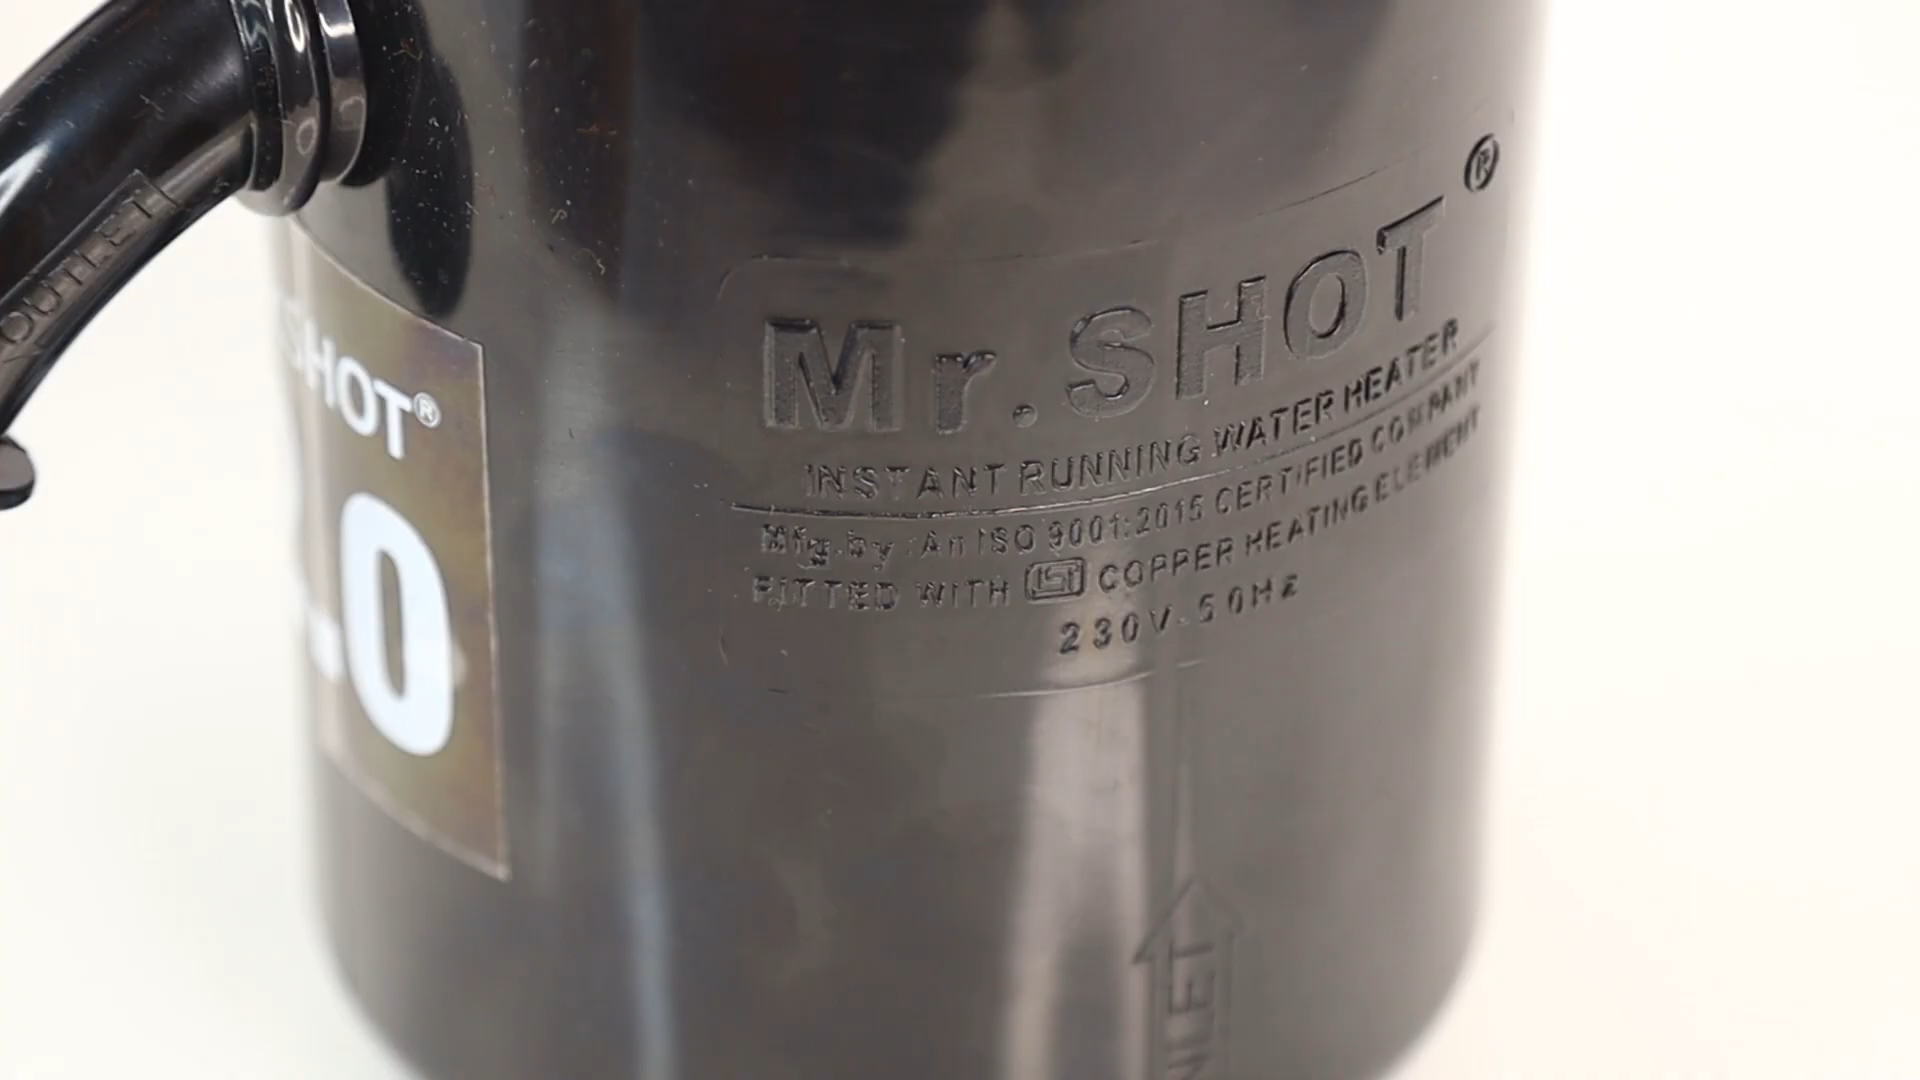 OUTLET
SHOT®
.0
Mr.SHOT®
INSTANT RUNNING WATER HEATER
Mfg.by :An ISO 9001:2015 CERTIFIED COMPANY
FITTED WITH ISI COPPER HEATING ELEMENT
230V-50HZ
NLET